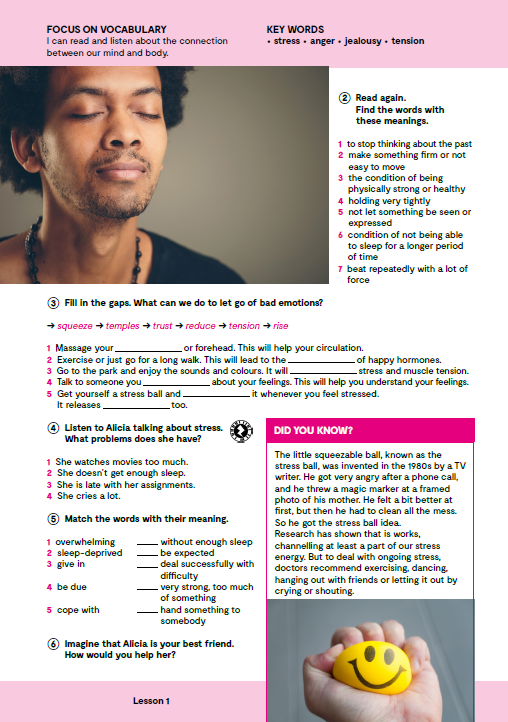 FOCUS ON VOCABULARY
I can read and listen about the connection
between our mind and body.
KEY WORDS
• stress • anger • jealousy • tension
2 Read again.
Find the words with
these meanings.
1 to stop thinking about the past
2 make something firm or not
easy to move
3 the condition of being
physically strong or healthy
4 holding very tightly
5 not let something be seen or
expressed
6 condition of not being able
to sleep for a longer period
of time
7 beat repeatedly with a lot of
force
3 Fill in the gaps. What can we do to let go of bad emotions?
→ squeeze → temples → trust → reduce → tension → rise
1 Massage your ____________ or forehead. This will help your circulation.
2 Exercise or just go for a long walk. This will lead to the ____________ of happy hormones.
3 Go to the park and enjoy the sounds and colours. It will ____________ stress and muscle tension.
4 Talk to someone you ____________ about your feelings. This will help you understand your feelings.
5 Get yourself a stress ball and ____________ it whenever you feel stressed.
It releases ____________ too.
4 Listen to Alicia talking about stress.
What problems does she have?
1 She watches movies too much.
2 She doesn't get enough sleep.
3 She is late with her assignments.
4 She cries a lot.
5 Match the words with their meaning.
1 overwhelming ____ without enough sleep
2 sleep-deprived ____ be expected
3 give in ____ deal successfully with
difficulty
4 be due ____ very strong, too much
of something
5 cope with ____ hand something to
somebody
6 Imagine that Alicia is your best friend.
How would you help her?
DID YOU KNOW?
The little squeezable ball, known as the
stress ball, was invented in the 1980s by a TV
writer. He got very angry after a phone call,
and he threw a magic marker at a framed
photo of his mother. He felt a bit better at
first, but then he had to clean all the mess.
So he got the stress ball idea.
Research has shown that is works,
channelling at least a part of our stress
energy. But to deal with ongoing stress,
doctors recommend exercising, dancing,
hanging out with friends or letting it out by
crying or shouting.
Lesson 1